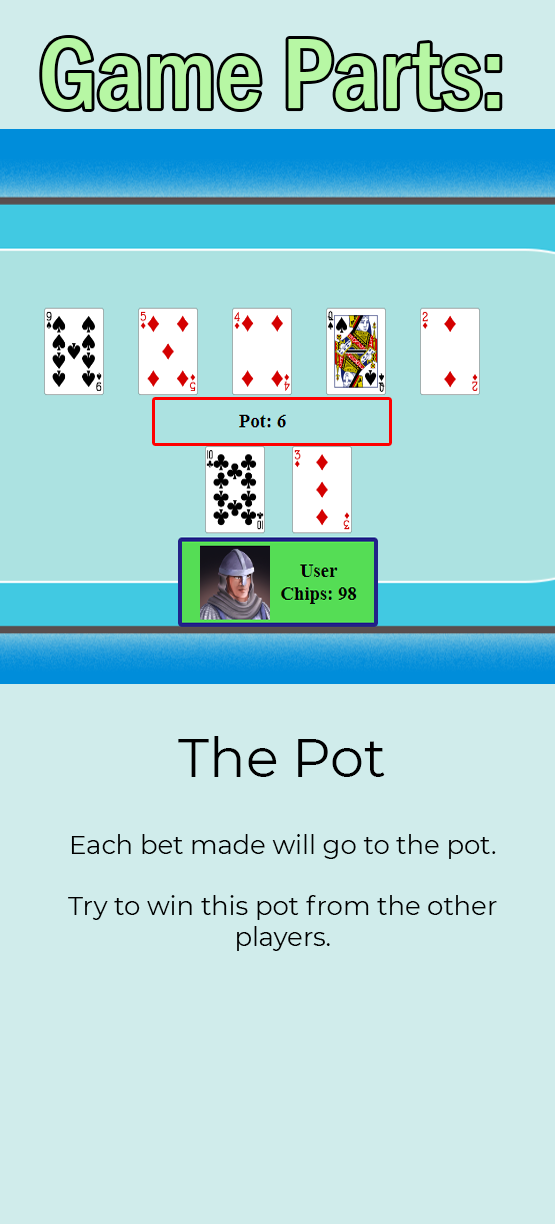 Game Parts:
9 5 4 Q 2
9 5 4 Q 2
Pot: 6
10 3
10 3
User
Chips: 98
The Pot
Each bet made will go to the pot.
Try to win this pot from the other
players.